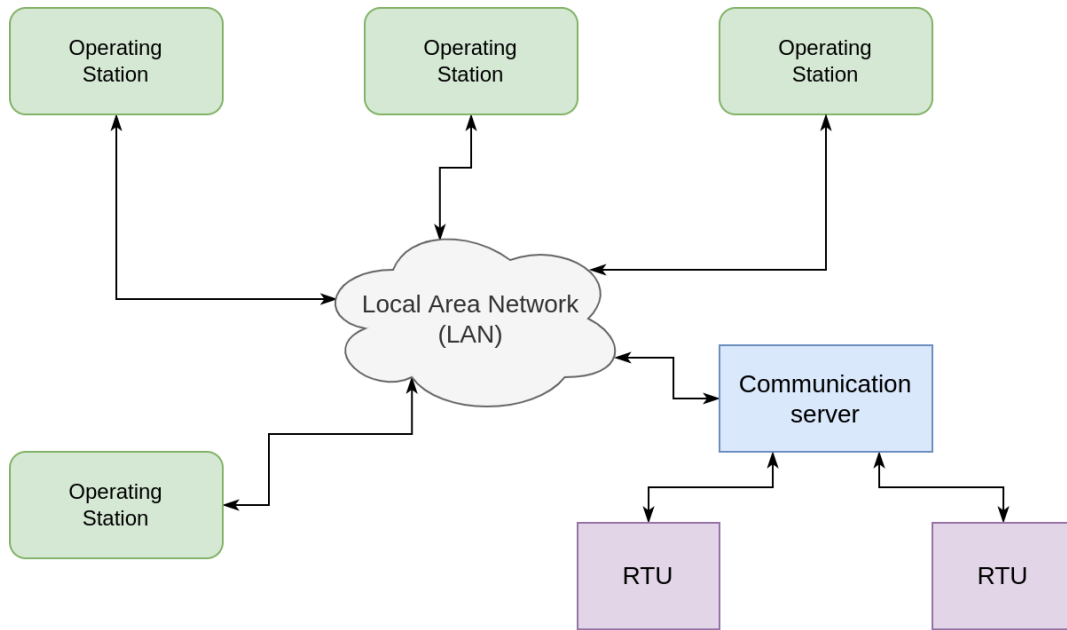 Operating
Station
Operating
Station
Operating
Station
Local Area Network
(LAN)
Communication
server
Operating
Station
RTU
RTU